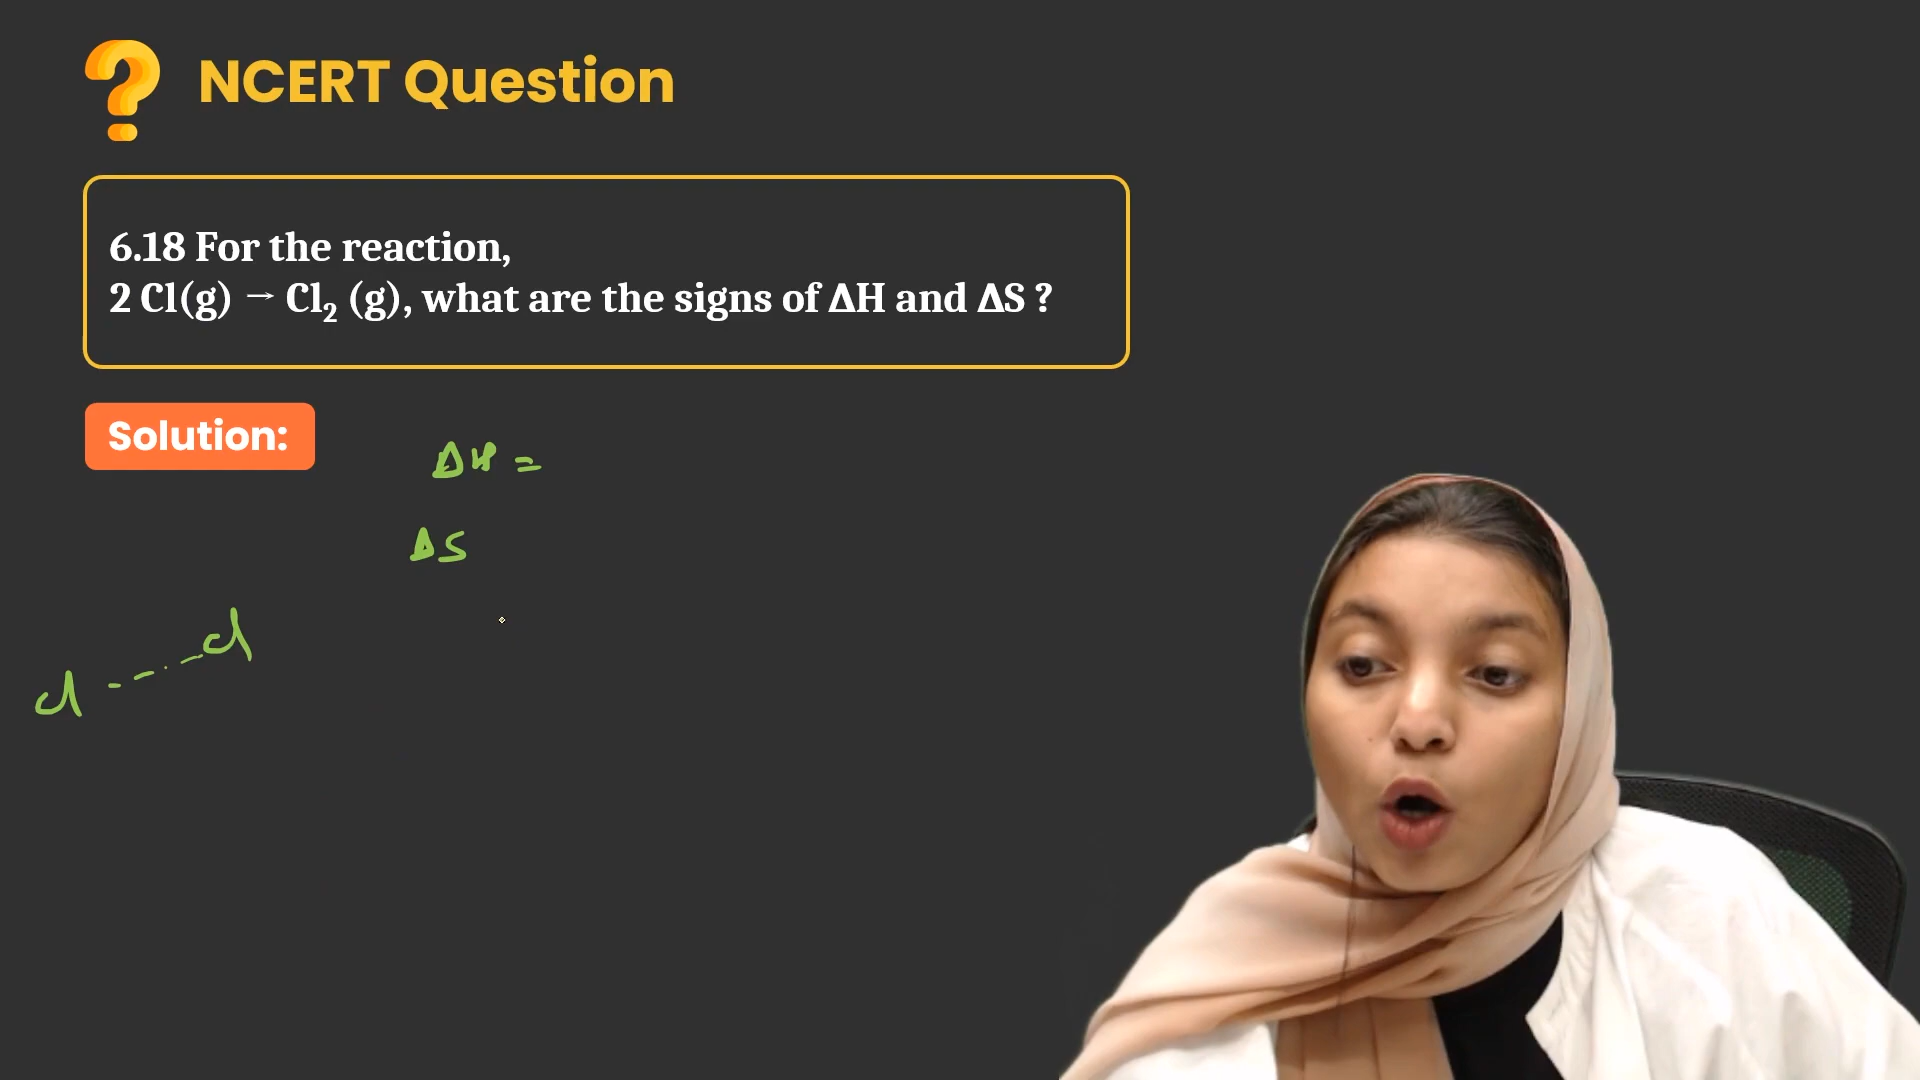 NCERT Question
6.18 For the reaction,
2 Cl(g) → Cl₂ (g), what are the signs of ΔH and ΔS ?
Solution:
ΔH =
ΔS
Cl - - - - Cl